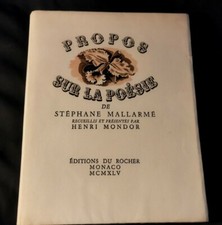 PROPOS
SUR LA POÉSIE
DE
STÉPHANE MALLARMÉ
RECUEILLIS ET PRÉSENTÉS PAR
HENRI MONDOR
ÉDITIONS DU ROCHER
MONACO
MCMXLV